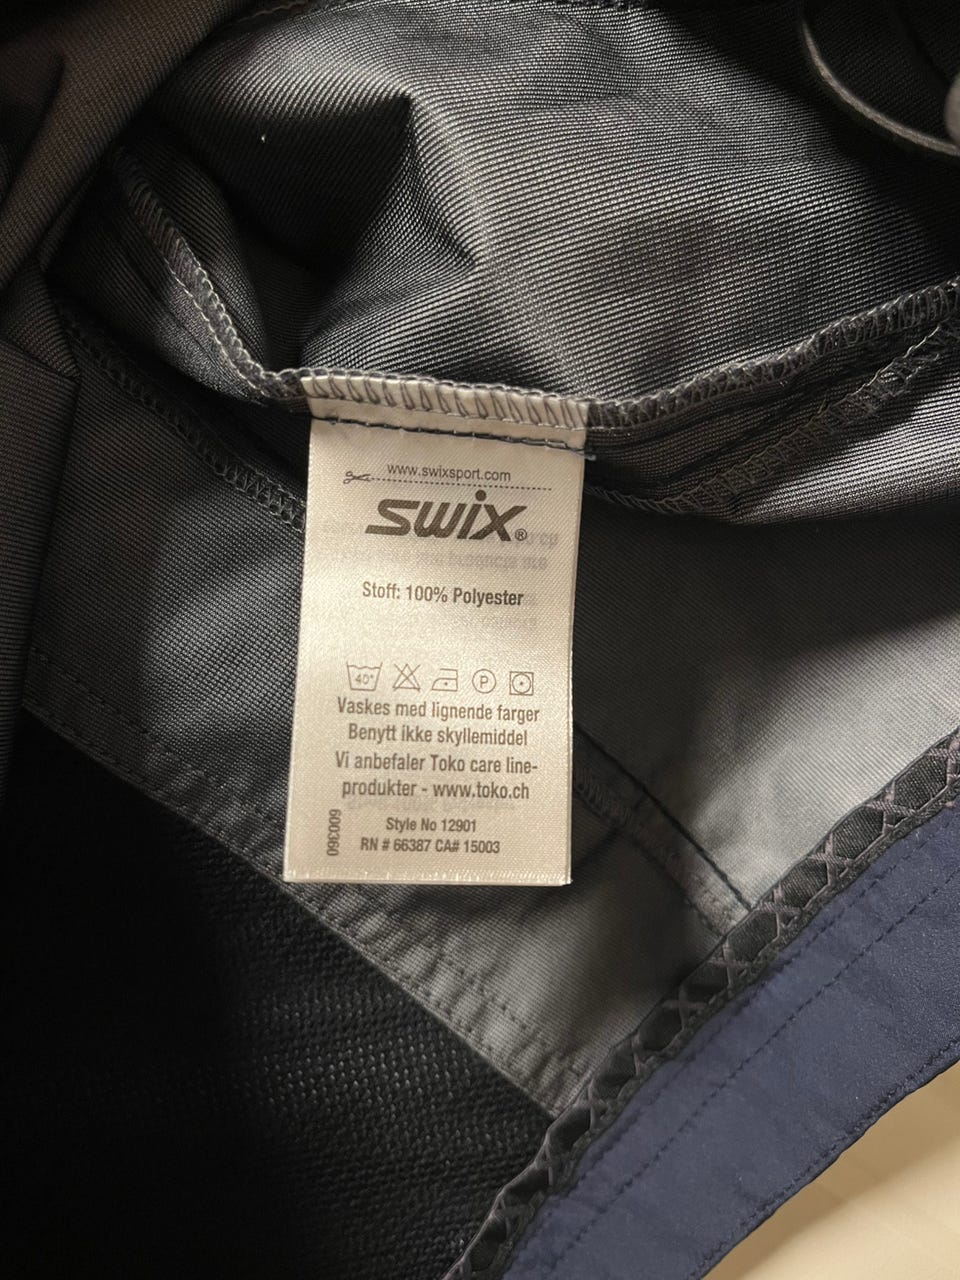 www.swixsport.com
SWIX®
Stoff: 100% Polyester
40°
P
Vaskes med lignende farger
Benytt ikke skyllemiddel
Vi anbefaler Toko care line-
produkter - www.toko.ch
Style No 12901
RN # 66387 CA# 15003
600360